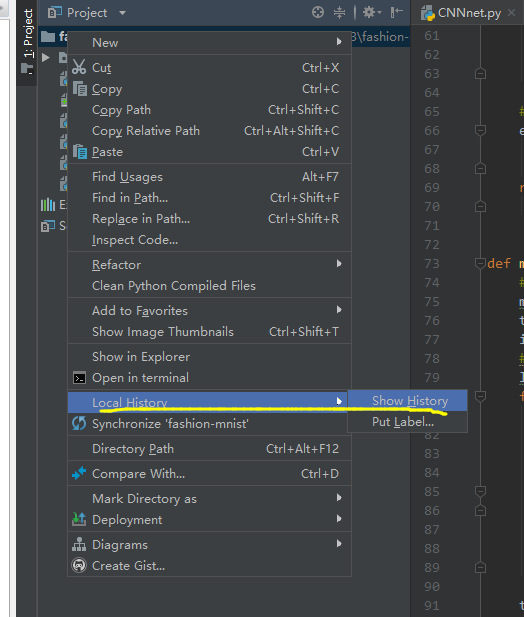 1: Project
Project
CNNnet.py
fa
3\fashion-
New
Cut Ctrl+X
Copy Ctrl+C
Copy Path Ctrl+Shift+C
Copy Relative Path Ctrl+Alt+Shift+C
Paste Ctrl+V
Find Usages Alt+F7
Find in Path... Ctrl+Shift+F
Replace in Path... Ctrl+Shift+R
Inspect Code...
Refactor
Clean Python Compiled Files
Add to Favorites
Show Image Thumbnails Ctrl+Shift+T
Show in Explorer
Open in terminal
Local History
Show History
Put Label...
Synchronize 'fashion-mnist'
Directory Path Ctrl+Alt+F12
Compare With... Ctrl+D
Mark Directory as
Deployment
Diagrams
Create Gist...
61
62
63
64
65 #
66 e
67
68
69 r
70
71
72
73 def m
74 #
75 m
76 t
77 i
78 #
79 l
80 f
82
83
84
85
86
87
88
89
90
91 t